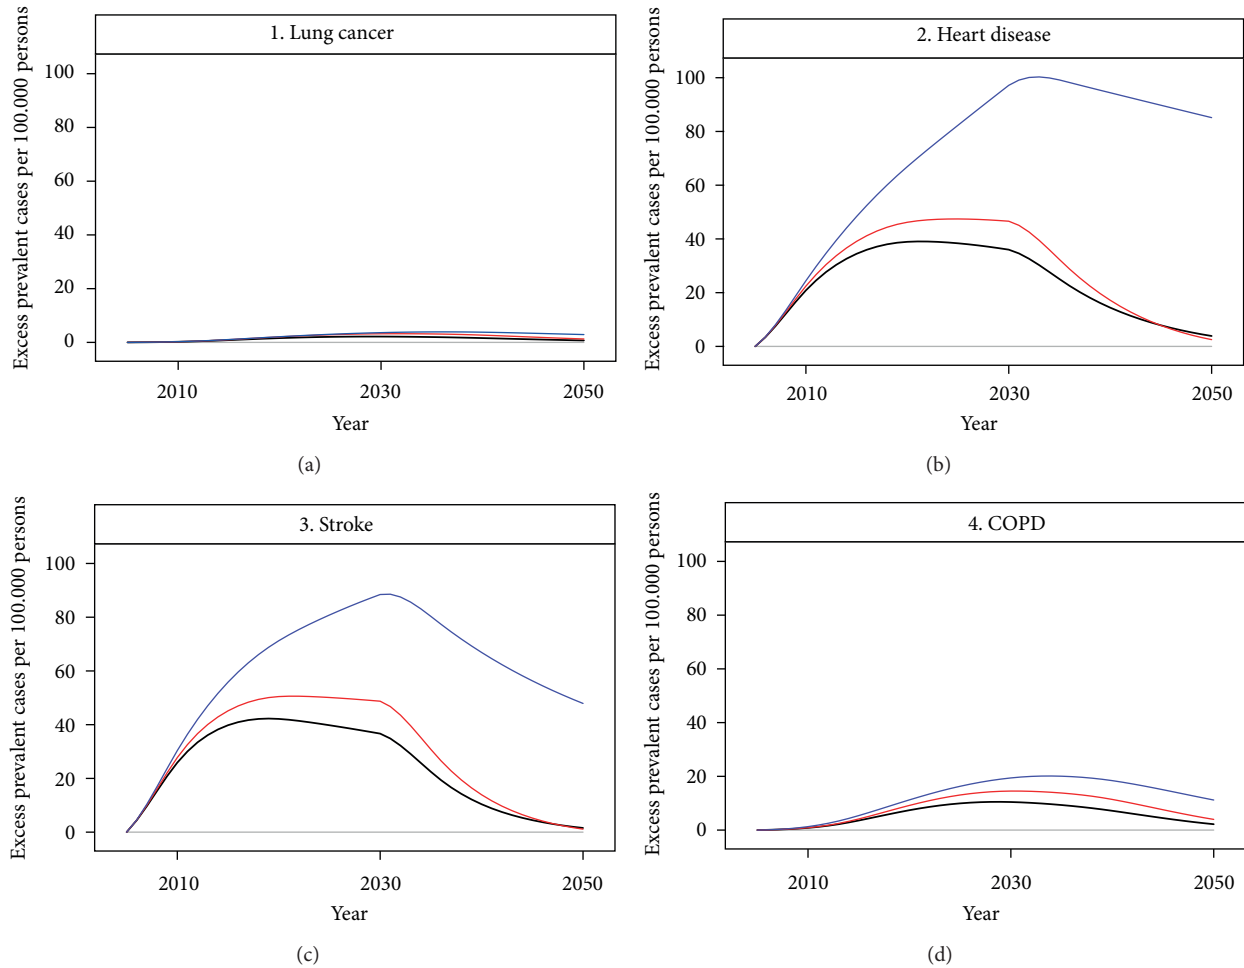 1. Lung cancer
Excess prevalent cases per 100.000 persons
100
80
60
40
20
0
2010
2030
2050
Year
(a)
2. Heart disease
Excess prevalent cases per 100.000 persons
100
80
60
40
20
0
2010
2030
2050
Year
(b)
3. Stroke
Excess prevalent cases per 100.000 persons
100
80
60
40
20
0
2010
2030
2050
Year
(c)
4. COPD
Excess prevalent cases per 100.000 persons
100
80
60
40
20
0
2010
2030
2050
Year
(d)